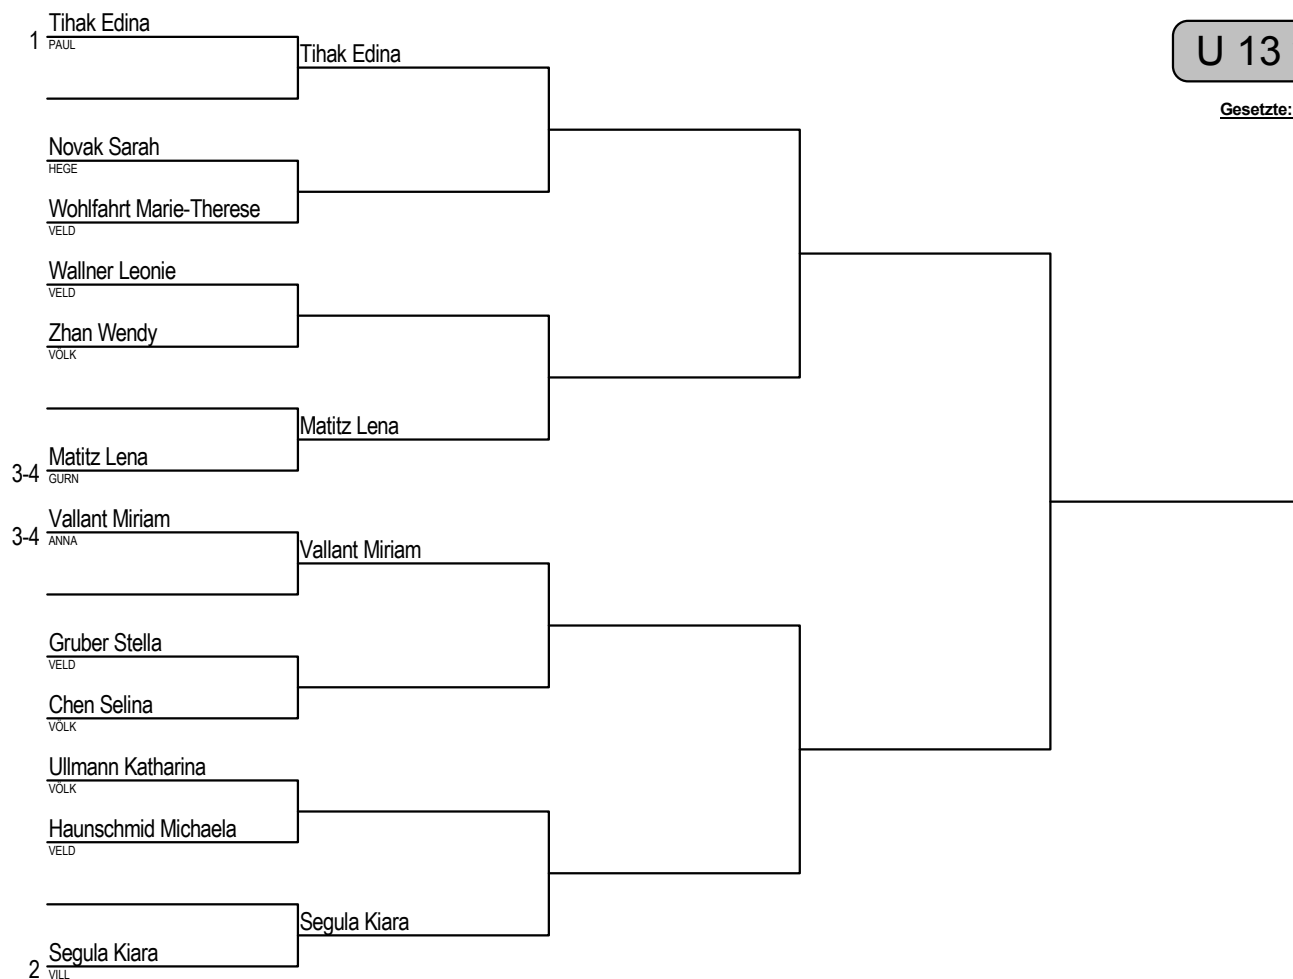 Tihak Edina
1 PAUL
Tihak Edina
U 13
Gesetzte:
Novak Sarah
HEGE
Wohlfahrt Marie-Therese
VELD
Wallner Leonie
VELD
Zhan Wendy
VÖLK
Matitz Lena
Matitz Lena
3-4 GURN
Vallant Miriam
3-4 ANNA
Vallant Miriam
Gruber Stella
VELD
Chen Selina
VÖLK
Ullmann Katharina
VÖLK
Haunschmid Michaela
VELD
Segula Kiara
Segula Kiara
2 VILL